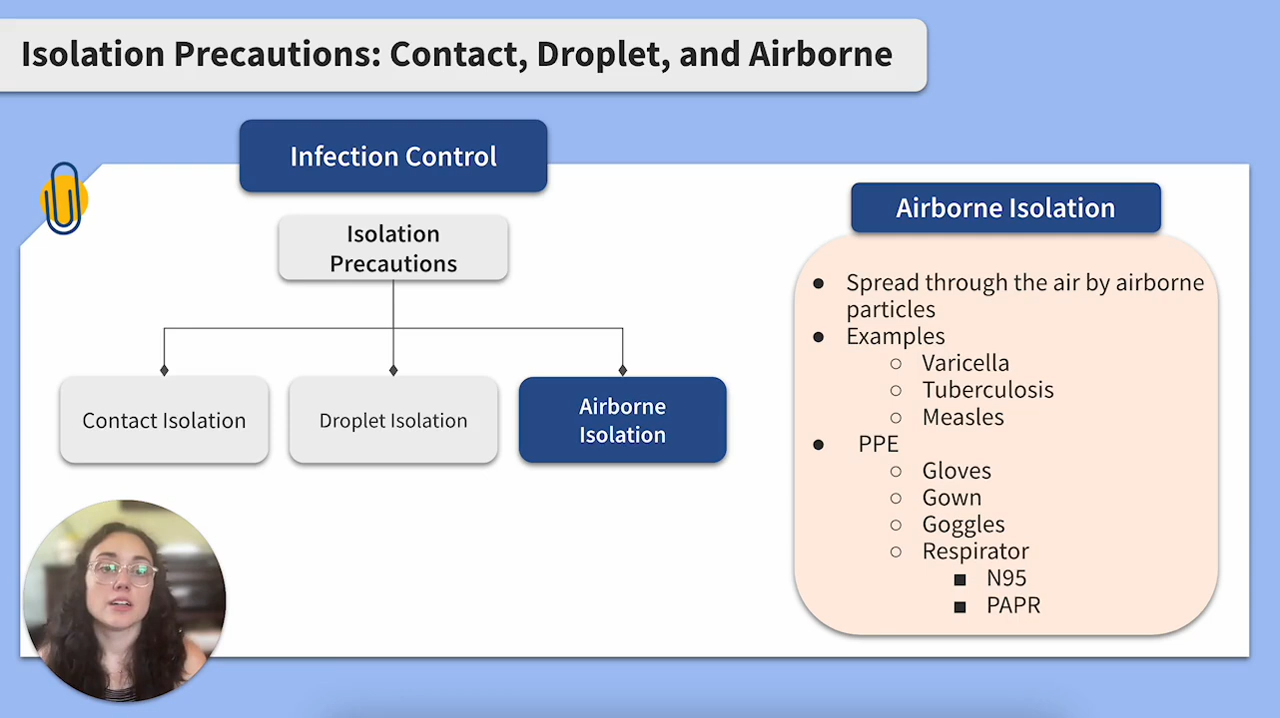 Isolation Precautions: Contact, Droplet, and Airborne
Infection Control
Isolation
Precautions
Contact Isolation
Droplet Isolation
Airborne
Isolation
Airborne Isolation
● Spread through the air by airborne
particles
● Examples
○ Varicella
○ Tuberculosis
○ Measles
● PPE
○ Gloves
○ Gown
○ Goggles
○ Respirator
■ N95
■ PAPR